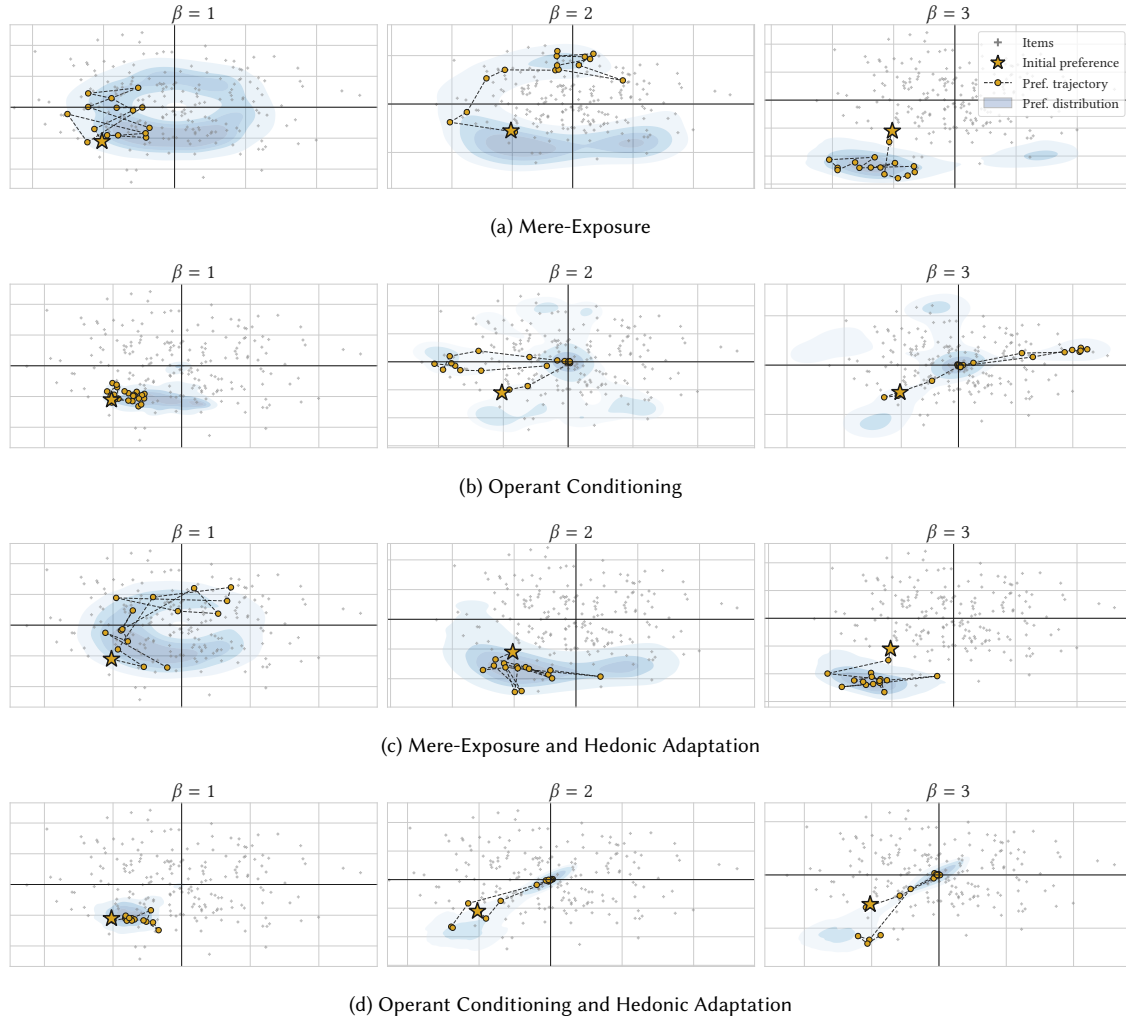 β = 1
β = 2
β = 3
Items
Initial preference
Pref. trajectory
Pref. distribution
(a) Mere-Exposure
β = 1
β = 2
β = 3
(b) Operant Conditioning
β = 1
β = 2
β = 3
(c) Mere-Exposure and Hedonic Adaptation
β = 1
β = 2
β = 3
(d) Operant Conditioning and Hedonic Adaptation